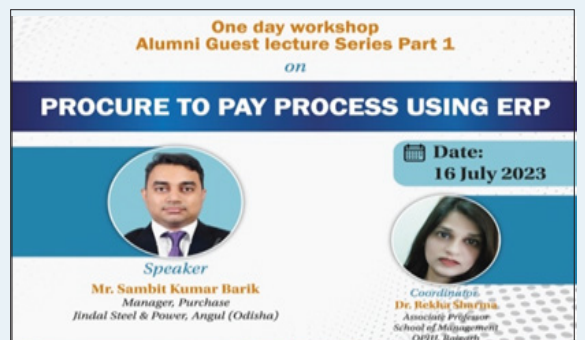 One day workshop
Alumni Guest lecture Series Part 1
on
PROCURE TO PAY PROCESS USING ERP
Date:
16 July 2023
Speaker
Mr. Sambit Kumar Barik
Manager, Purchase
Jindal Steel & Power, Angul (Odisha)
Coordinator
Dr. Rekha Sharma
Associate Professor
School of Management